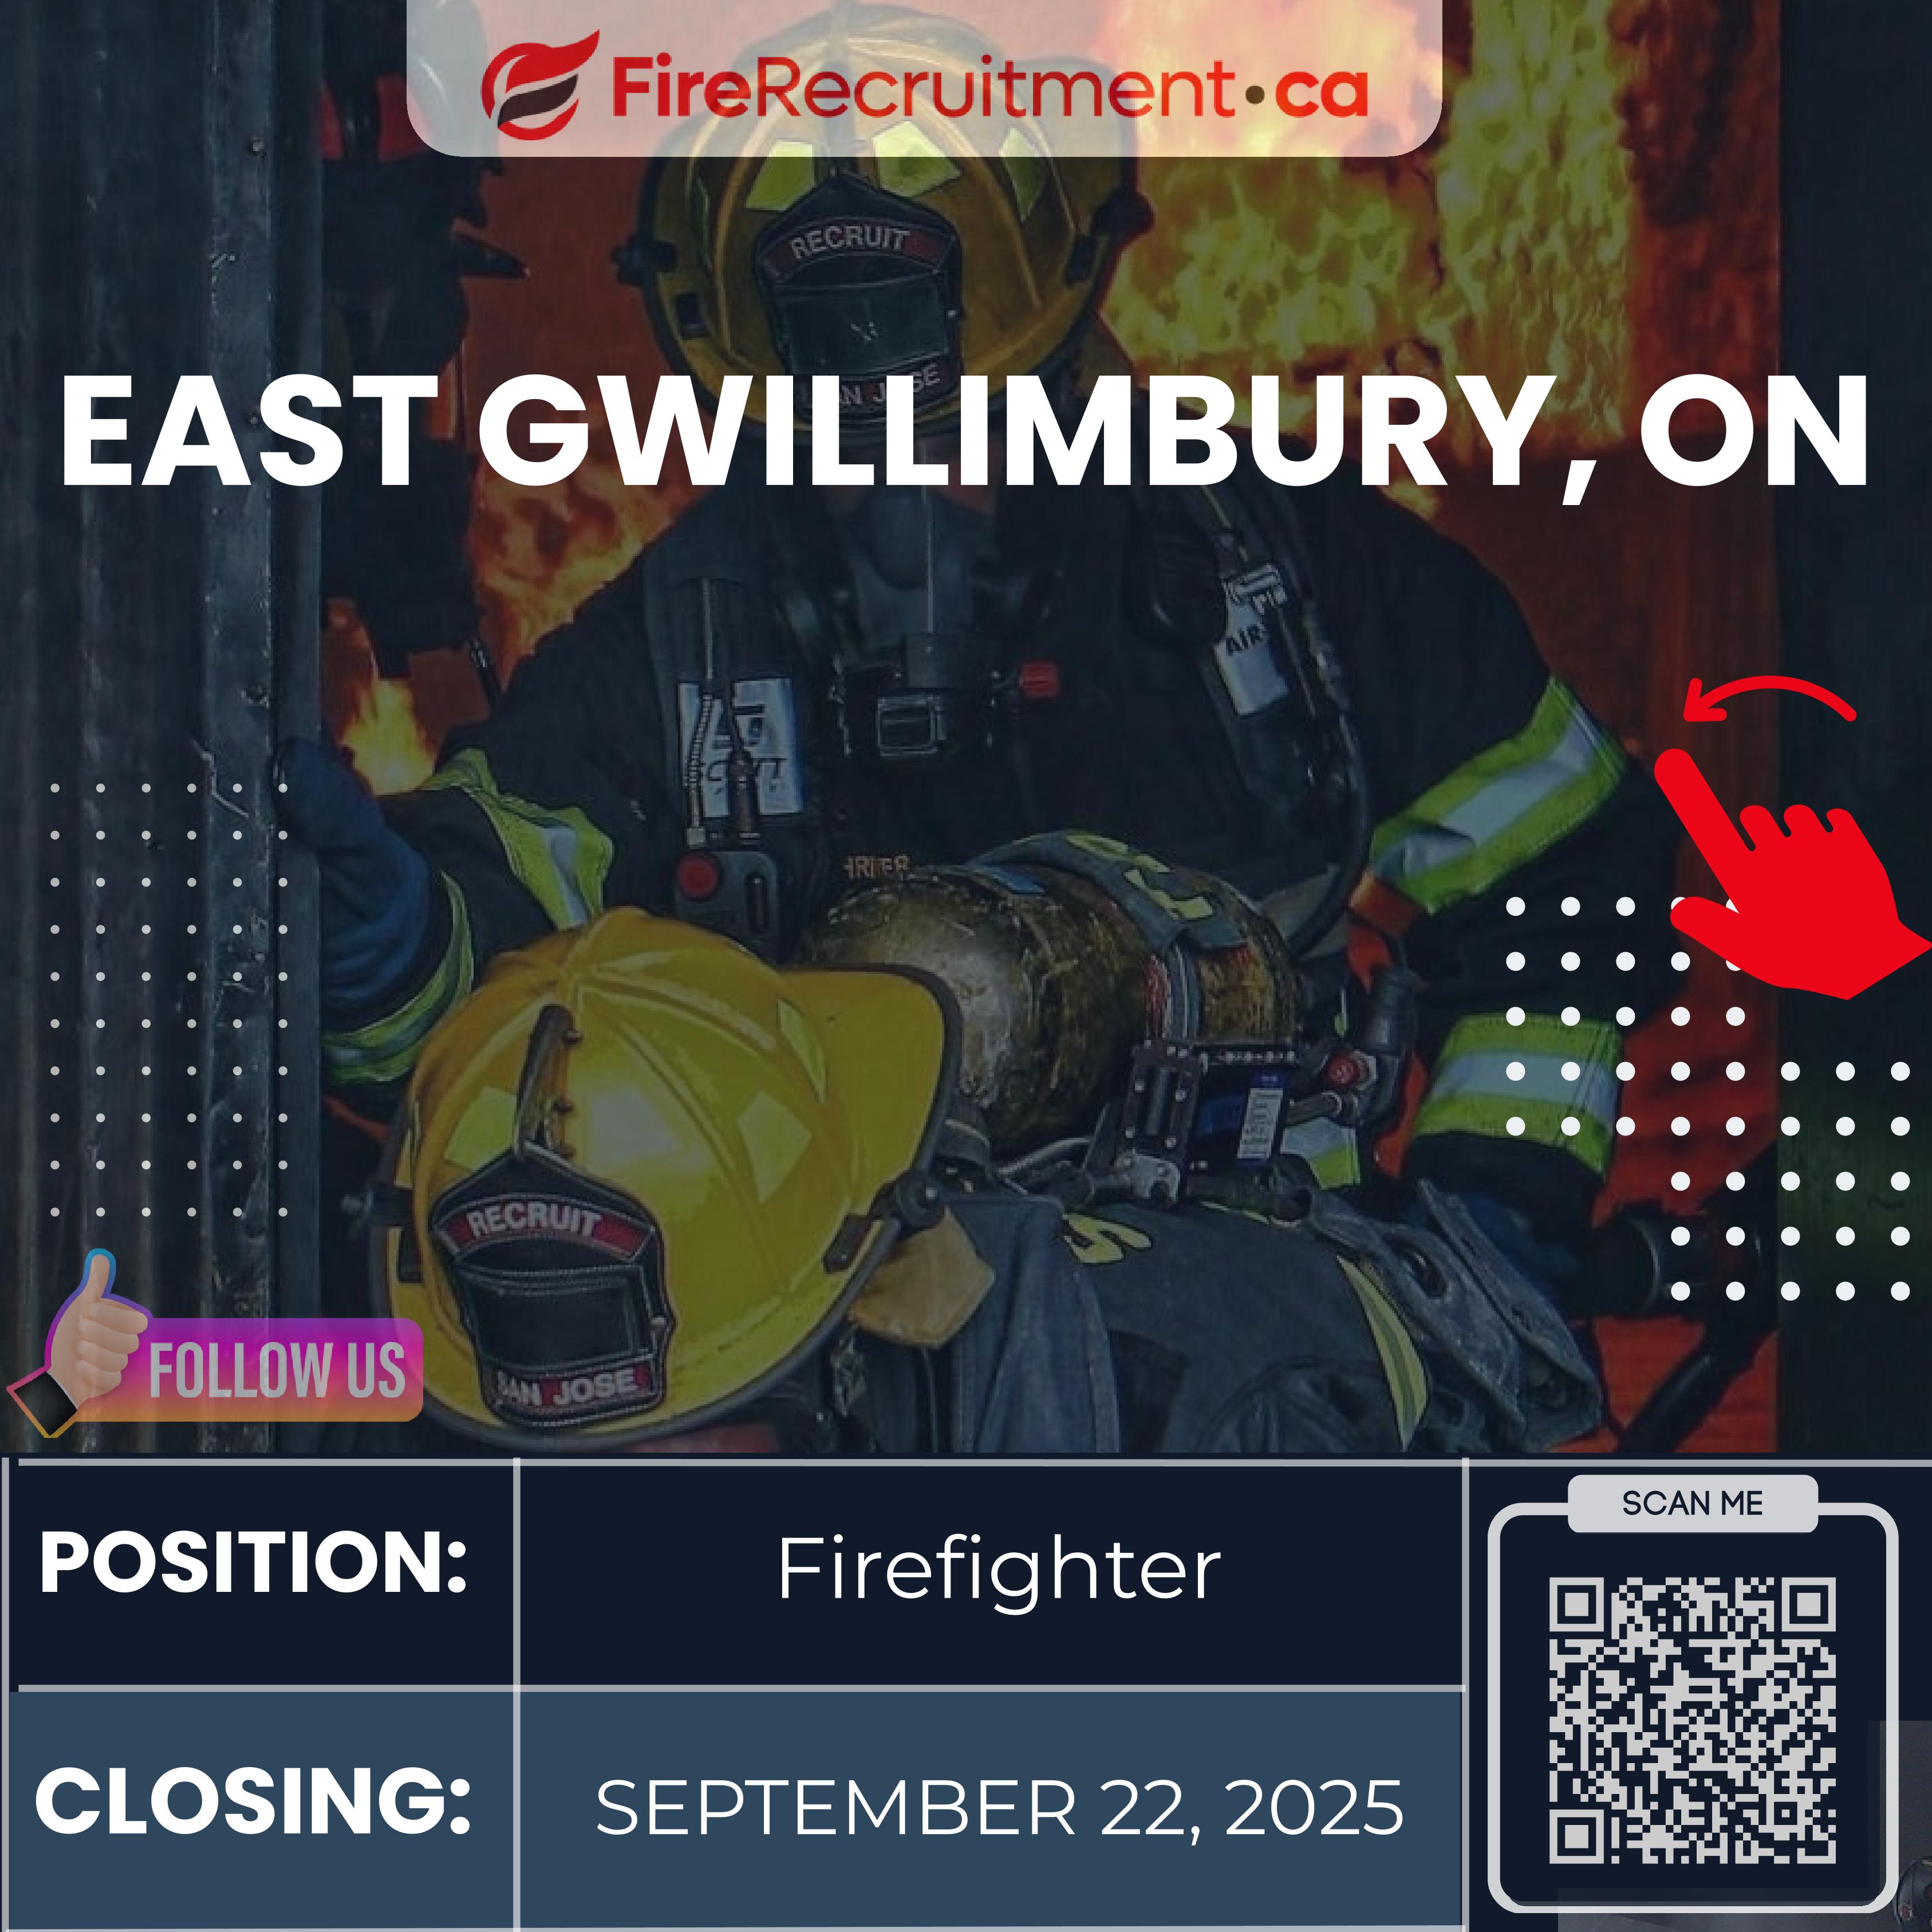 FireRecruitment.ca
RECRUIT
EAST GWILLIMBURY, ON
AIR
RECRUIT
SAN JOSE
FOLLOW US
POSITION:
Firefighter
SCAN ME
CLOSING:
SEPTEMBER 22, 2025